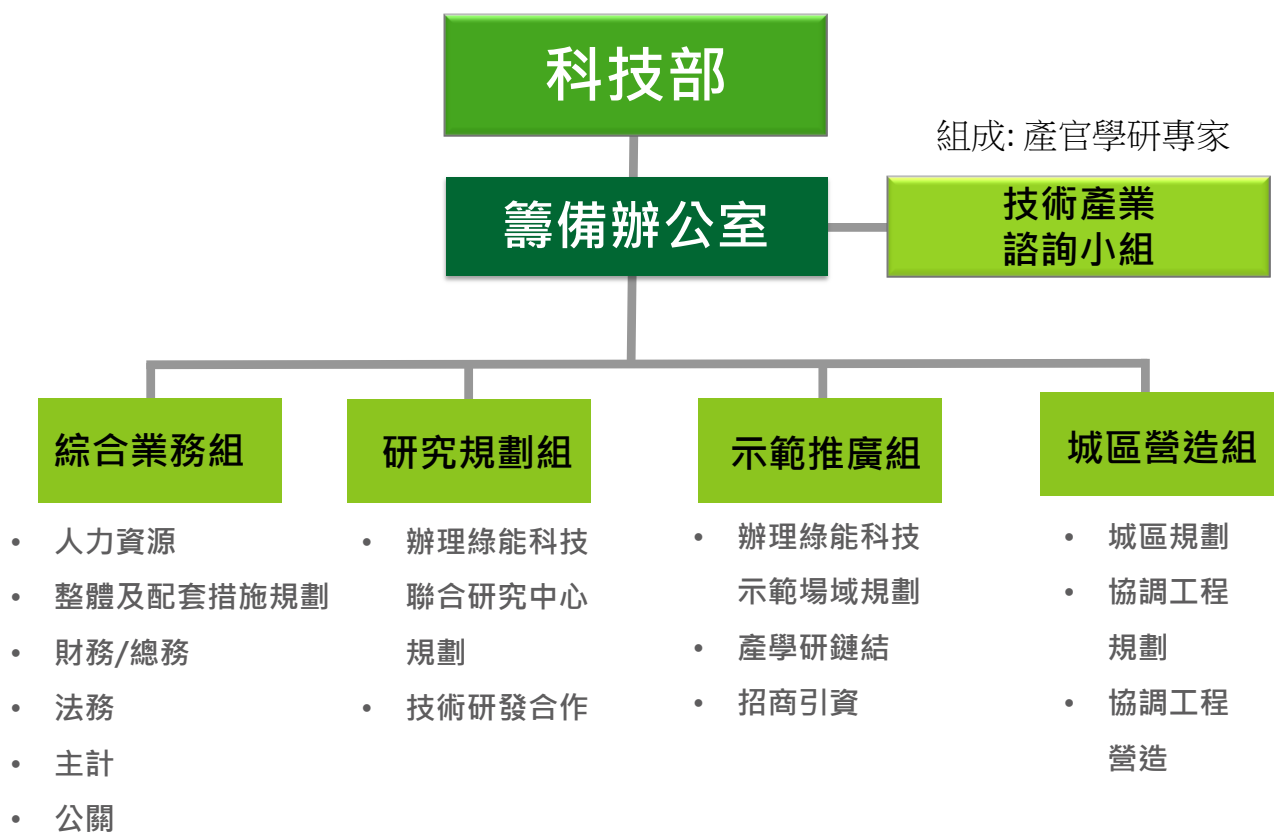 科技部
組成: 產官學研專家
籌備辦公室
技術產業
諮詢小組
綜合業務組
• 人力資源
• 整體及配套措施規劃
• 財務/總務
• 法務
• 主計
• 公關
研究規劃組
• 辦理綠能科技
聯合研究中心
規劃
• 技術研發合作
示範推廣組
• 辦理綠能科技
示範場域規劃
• 產學研鏈結
• 招商引資
城區營造組
• 城區規劃
• 協調工程
規劃
• 協調工程
營造